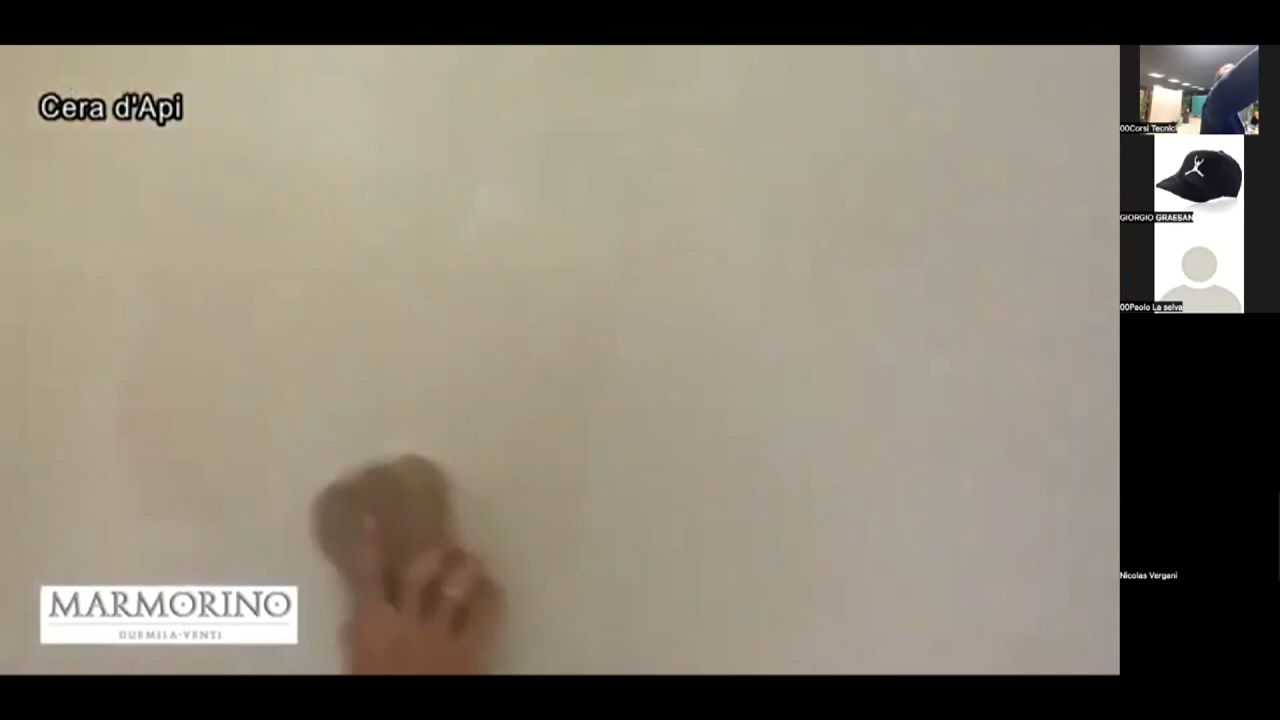 Cera d'Api
MARMORINO
DUEMILA-VENTI
00Corsi Tecnici
GIORGIO GRAESAN
00Paolo La selva
Nicolas Vergani